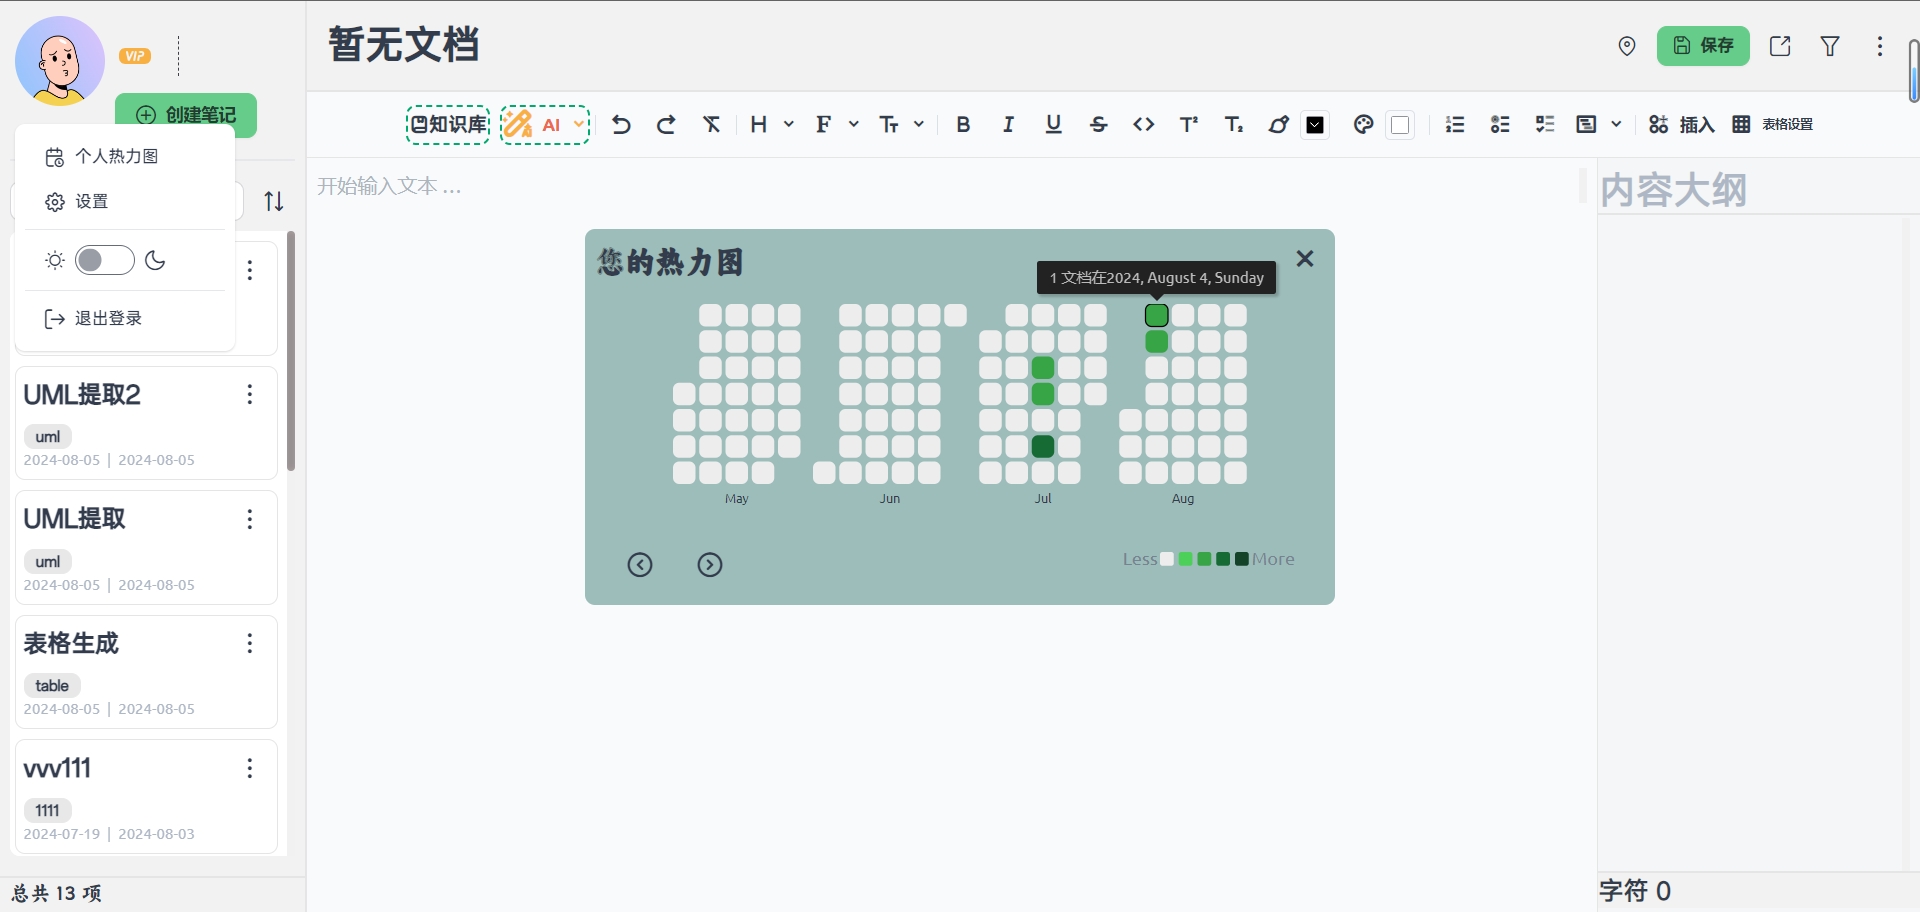 VIP
创建笔记
个人热力图
设置
退出登录
UML提取2
uml
2024-08-05 | 2024-08-05
UML提取
uml
2024-08-05 | 2024-08-05
表格生成
table
2024-08-05 | 2024-08-05
vvv111
1111
2024-07-19 | 2024-08-03
总共 13 项
暂无文档
保存
知识库 AI H F Tт B I U S <> T² T₂ 插入 表格设置
开始输入文本 ...
您的热力图
1 文档在2024, August 4, Sunday
May Jun Jul Aug
Less More
内容大纲
字符 0